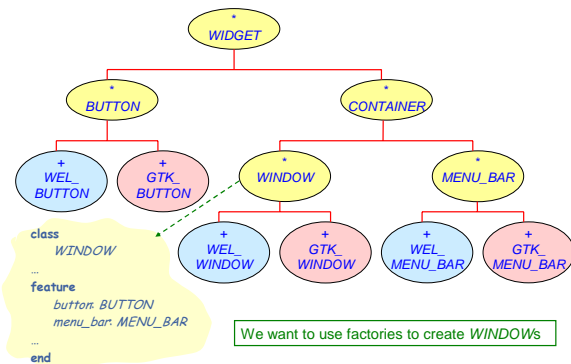 *
WIDGET
*
BUTTON
*
CONTAINER
+
WEL_
BUTTON
+
GTK_
BUTTON
*
WINDOW
*
MENU_BAR
+
WEL_
WINDOW
+
GTK_
WINDOW
+
WEL_
MENU_BAR
+
GTK_
MENU_BAR
class
WINDOW
...
feature
button: BUTTON
menu_bar: MENU_BAR
...
end
We want to use factories to create WINDOWs